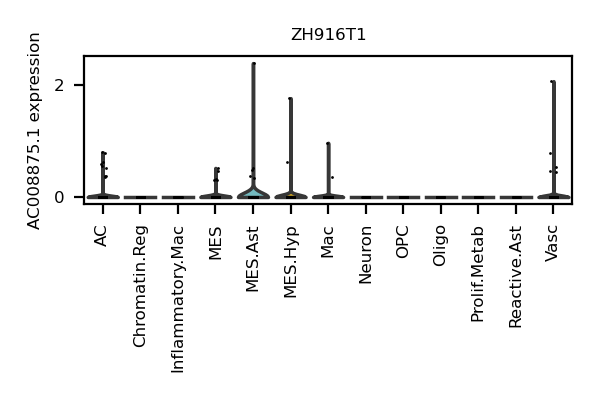 ZH916T1
AC008875.1 expression
2
0
AC
Chromatin.Reg
Inflammatory.Mac
MES
MES.Ast
MES.Hyp
Mac
Neuron
OPC
Oligo
Prolif.Metab
Reactive.Ast
Vasc